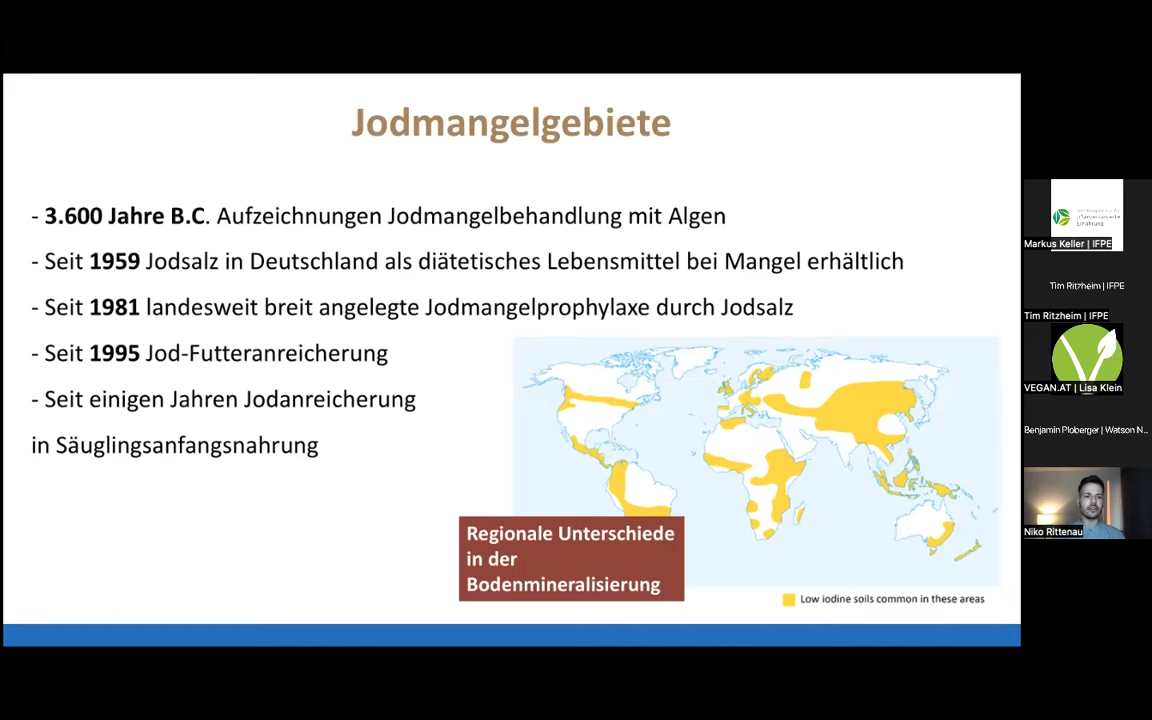 Jodmangelgebiete
- 3.600 Jahre B.C. Aufzeichnungen Jodmangelbehandlung mit Algen
- Seit 1959 Jodsalz in Deutschland als diätetisches Lebensmittel bei Mangel erhältlich
- Seit 1981 landesweit breit angelegte Jodmangelprophylaxe durch Jodsalz
- Seit 1995 Jod-Futteranreicherung
- Seit einigen Jahren Jodanreicherung
in Säuglingsanfangsnahrung
Regionale Unterschiede
in der
Bodenmineralisierung
Low iodine soils common in these areas
Ernährung
Markus Keller | IFPE
Tim Ritzheim | IFPE
Tim Ritzheim | IFPE
VEGAN.AT | Lisa Klein
Benjamin Ploberger | Watson N...
Niko Rittenau